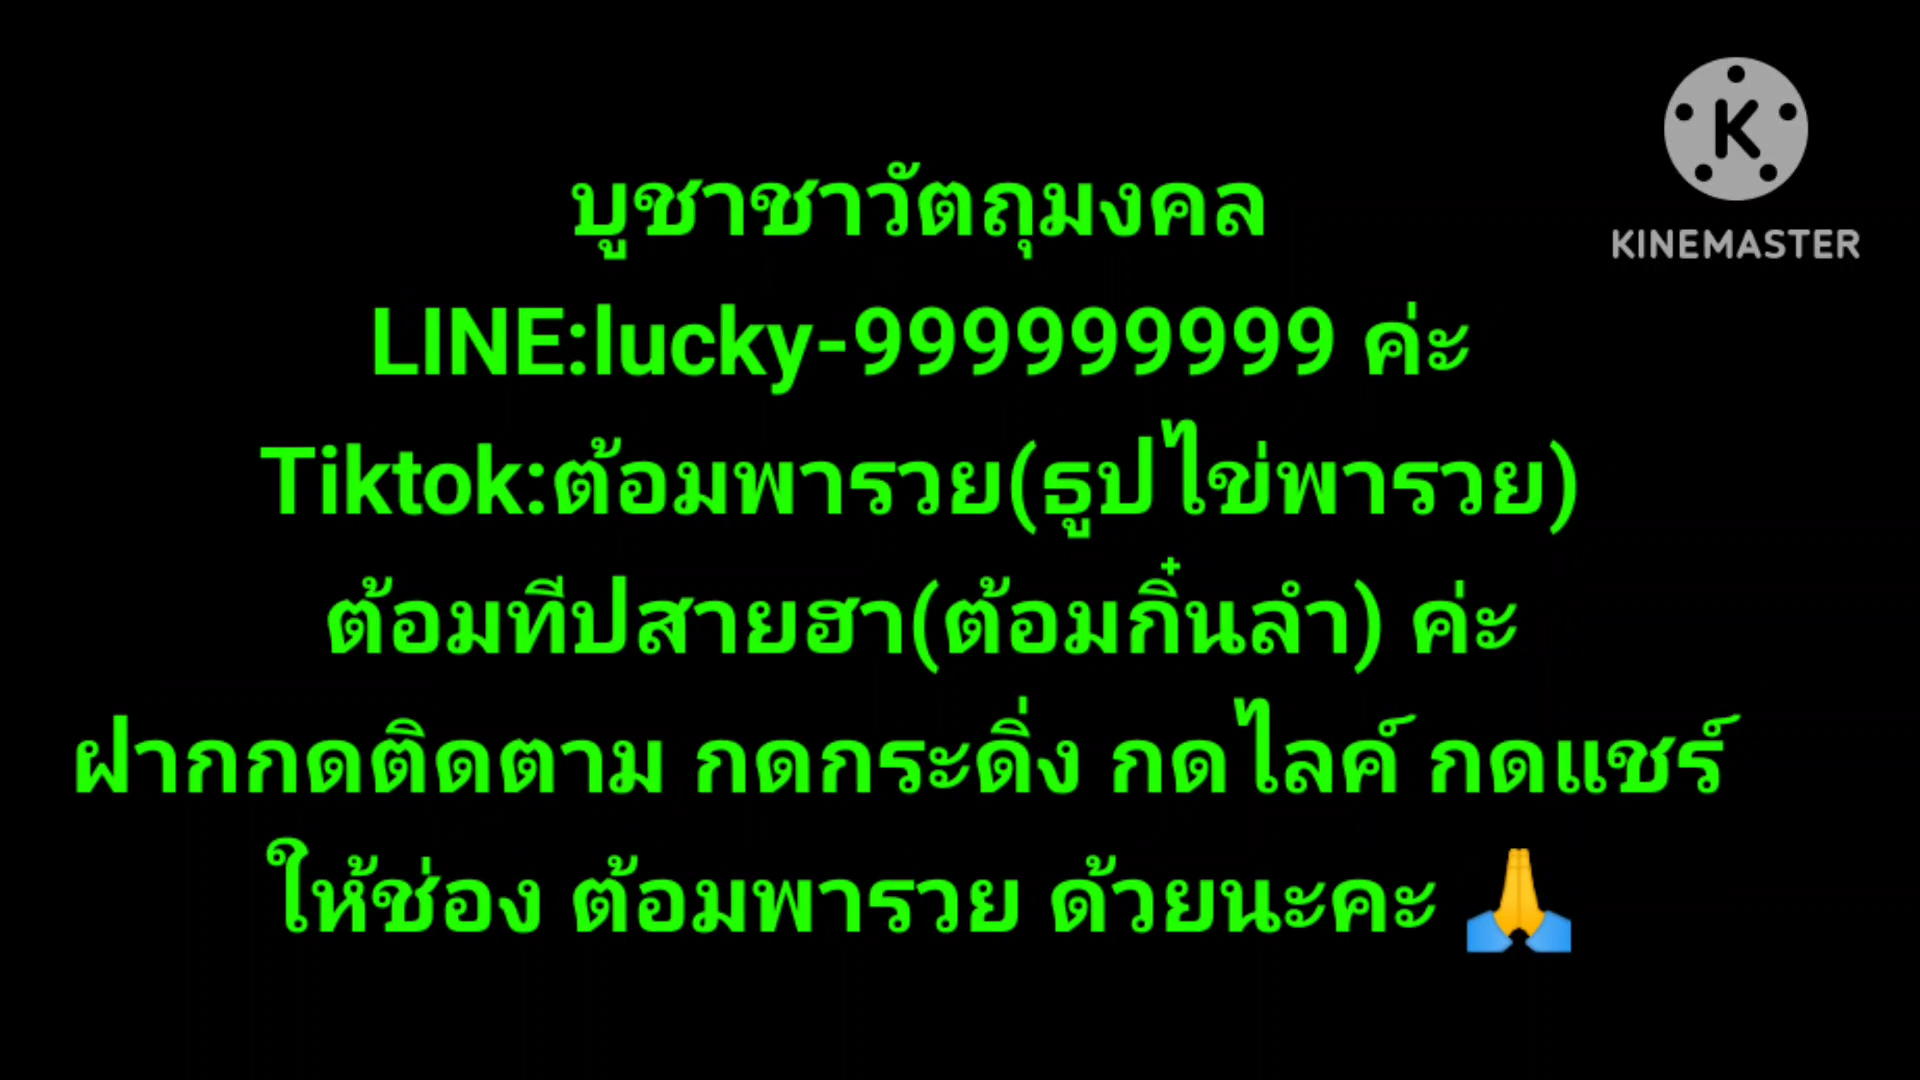 บูชาชาวัตถุมงคล
KINEMASTER
LINE:lucky-999999999 ค่ะ
Tiktok:ต้อมพารวย(ธูปไข่พารวย)
ต้อมทีปสายฮา(ต้อมกิ๋นลำ) ค่ะ
ฝากกดติดตาม กดกระดิ่ง กดไลค์ กดแชร์
ให้ช่อง ต้อมพารวย ด้วยนะคะ 🙏